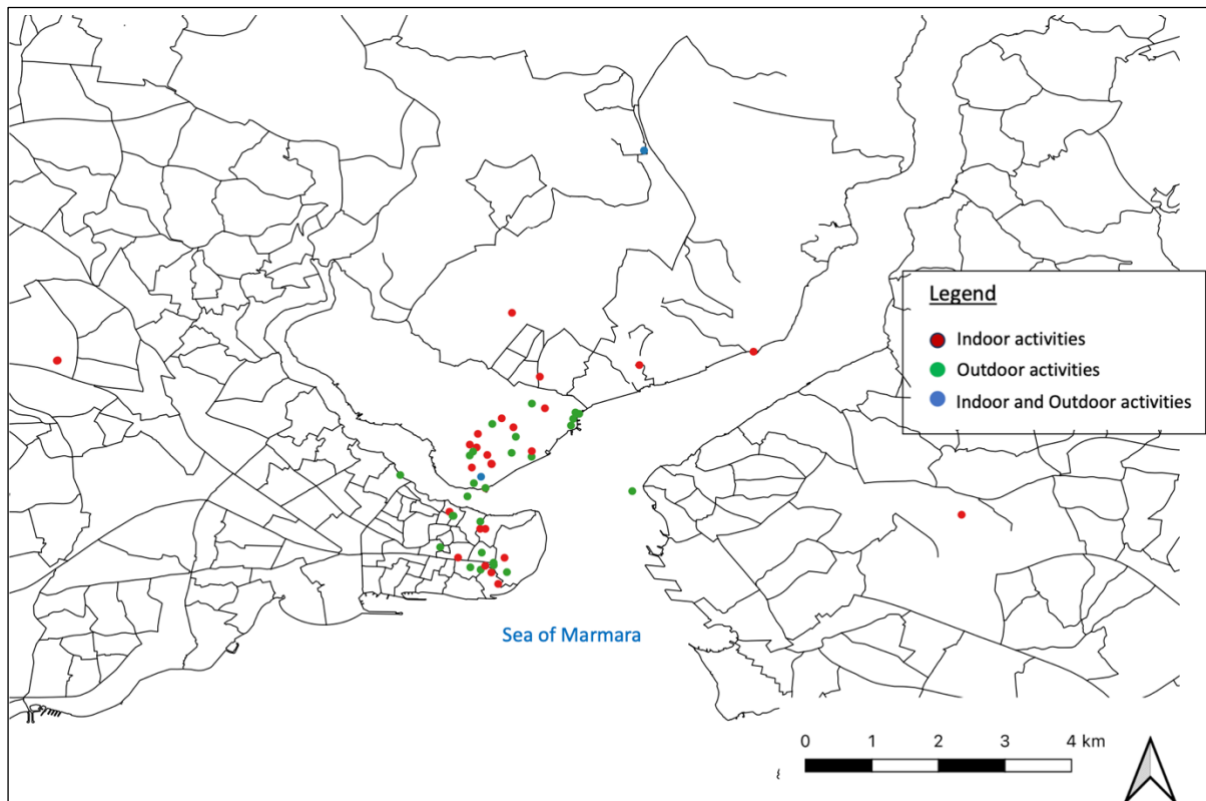 Legend
Indoor activities
Outdoor activities
Indoor and Outdoor activities
Sea of Marmara
0 1 2 3 4 km